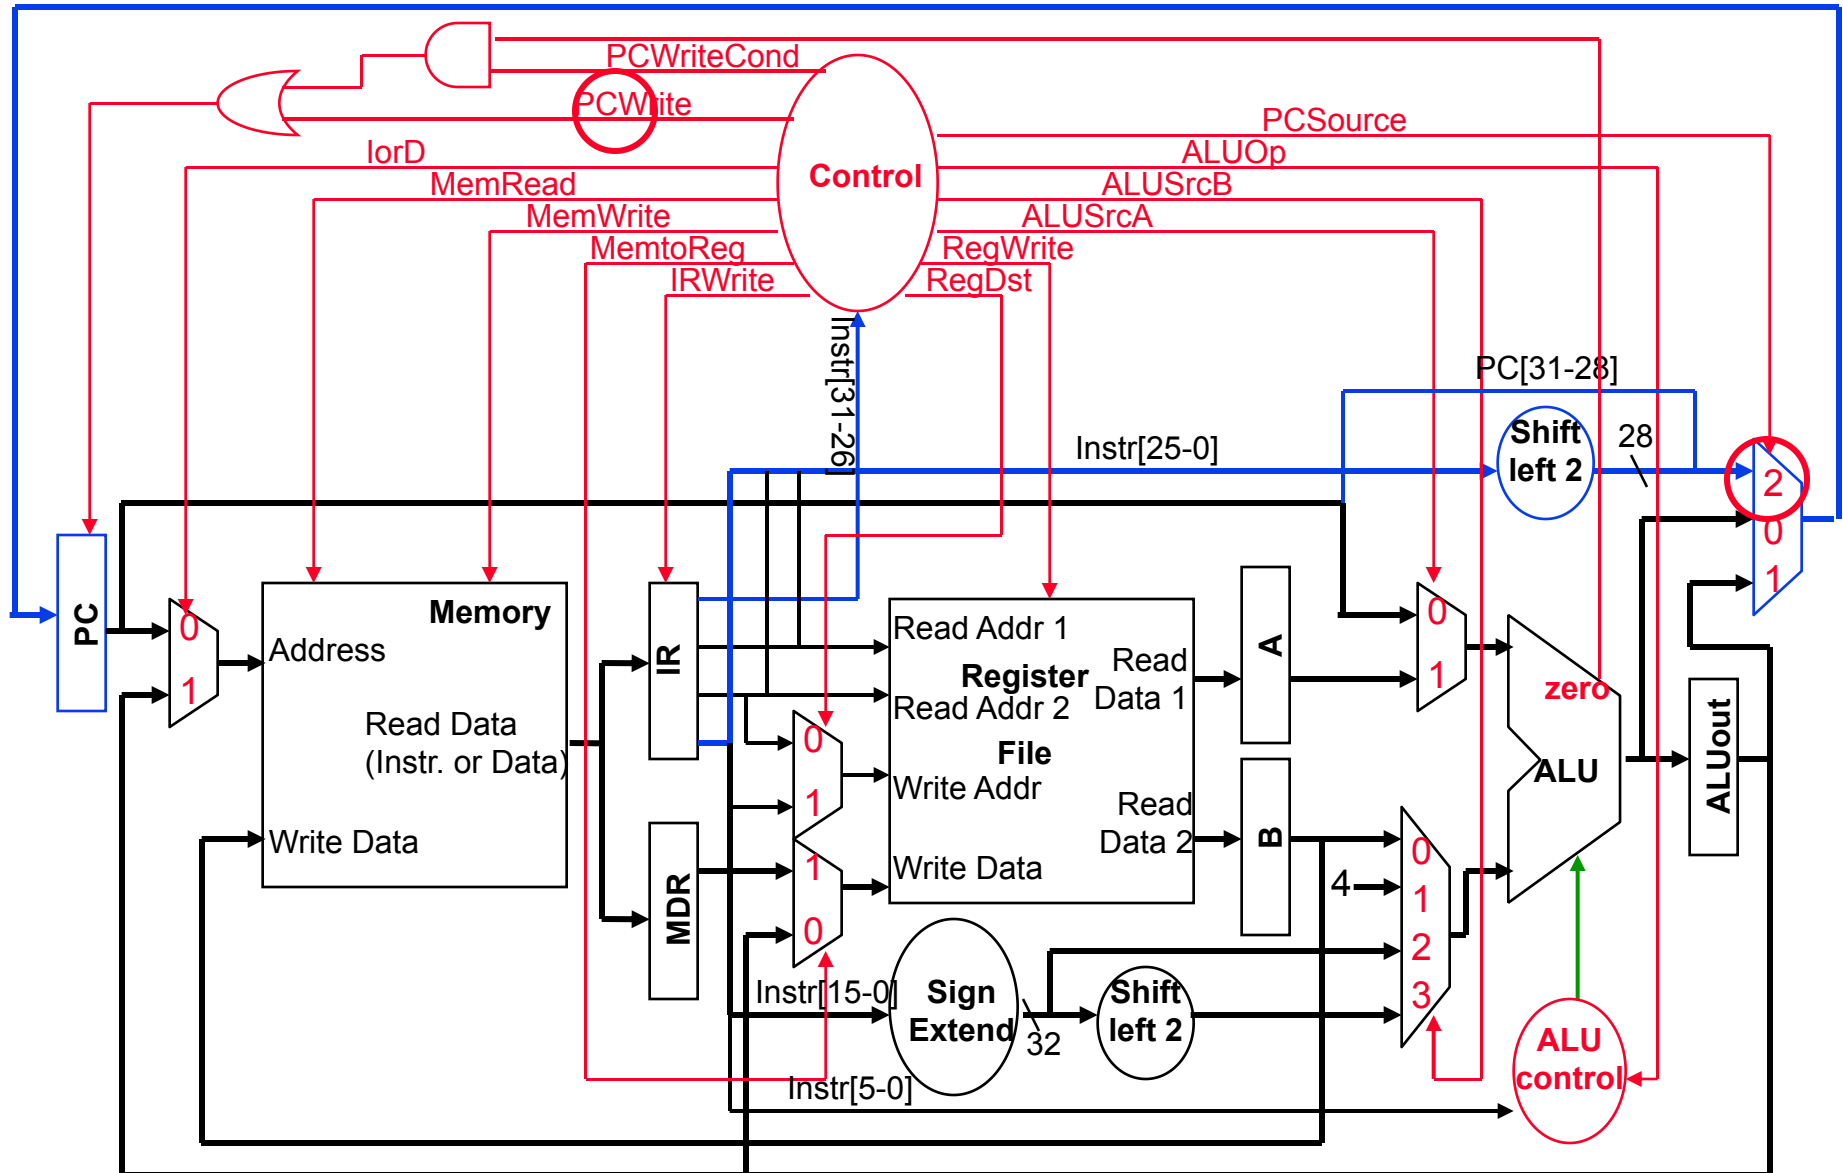 PCWriteCond
PCWrite
PCSource
IorD
ALUOp
Control
MemRead
ALUSrcB
MemWrite
ALUSrcA
MemtoReg
RegWrite
IRWrite
RegDst
Instr[31-26]
PC[31-28]
Instr[25-0]
Shift
left 2
28
2
0
1
PC
0
1
Memory
Address
Read Data
(Instr. or Data)
Write Data
IR
MDR
0
1
1
0
Read Addr 1
Register
Read Addr 2
File
Write Addr
Write Data
Read
Data 1
Read
Data 2
A
B
0
1
4
0
1
2
3
zero
ALU
ALUout
Instr[15-0]
Sign
Extend
32
Shift
left 2
Instr[5-0]
ALU
control